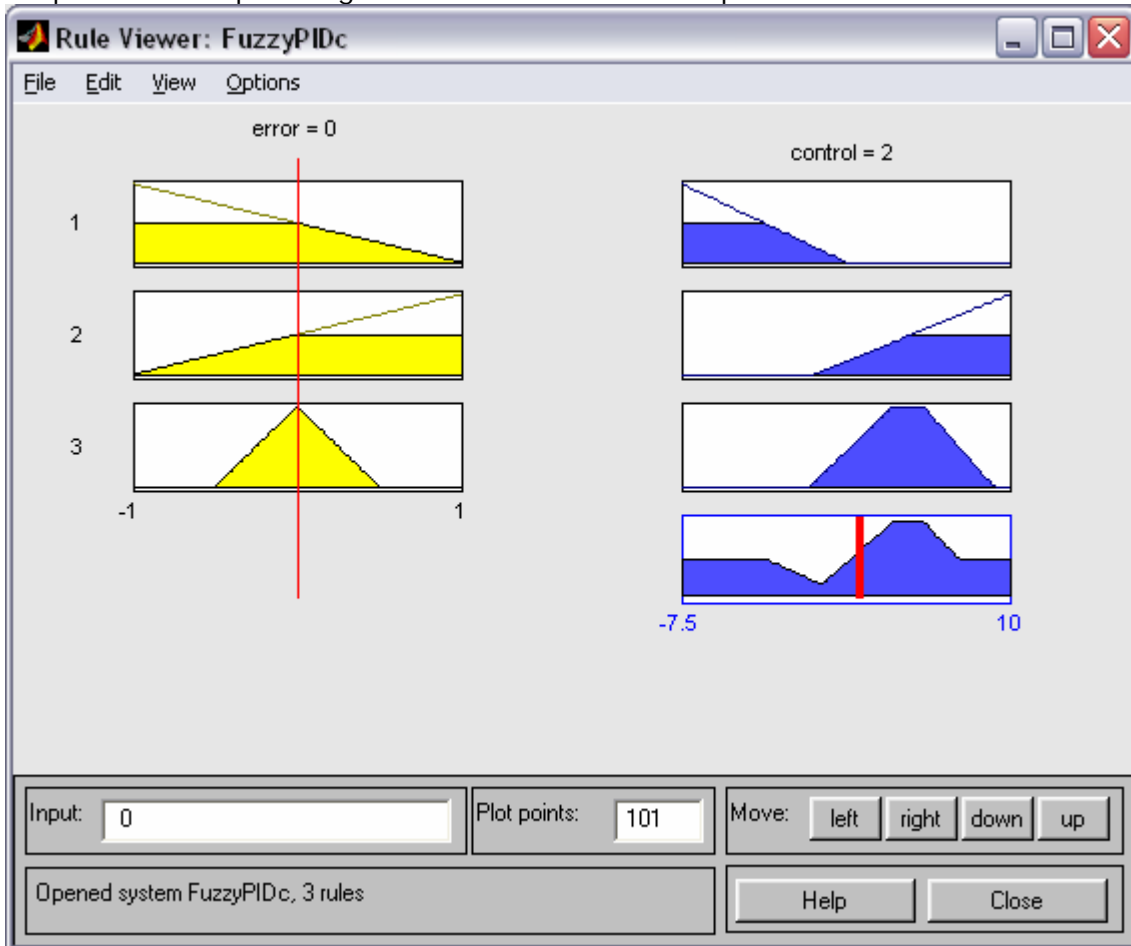 Rule Viewer: FuzzyPIDc
File Edit View Options
error = 0
control = 2
1
2
3
-1 1
-7.5 10
Input: 0
Plot points: 101
Move: left right down up
Opened system FuzzyPIDc, 3 rules
Help Close